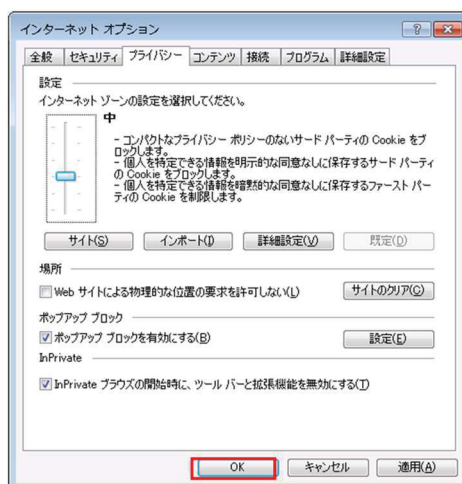 インターネット オプション
全般 セキュリティ プライバシー コンテンツ 接続 プログラム 詳細設定
設定
インターネット ゾーンの設定を選択してください。
中
- コンパクトなプライバシー ポリシーのないサード パーティの Cookie をブ
ロックします。
- 個人を特定できる情報を明示的な同意なしに保存するサード パーティ
の Cookie をブロックします。
- 個人を特定できる情報を暗黙的な同意なしに保存するファースト パー
ティの Cookie を制限します。
サイト(S) インポート(I) 詳細設定(V) 既定(D)
場所
Web サイトによる物理的な位置の要求を許可しない(L) サイトのクリア(C)
ポップアップ ブロック
ポップアップ ブロックを有効にする(B) 設定(E)
InPrivate
InPrivate ブラウズの開始時に、ツール バーと拡張機能を無効にする(T)
OK キャンセル 適用(A)